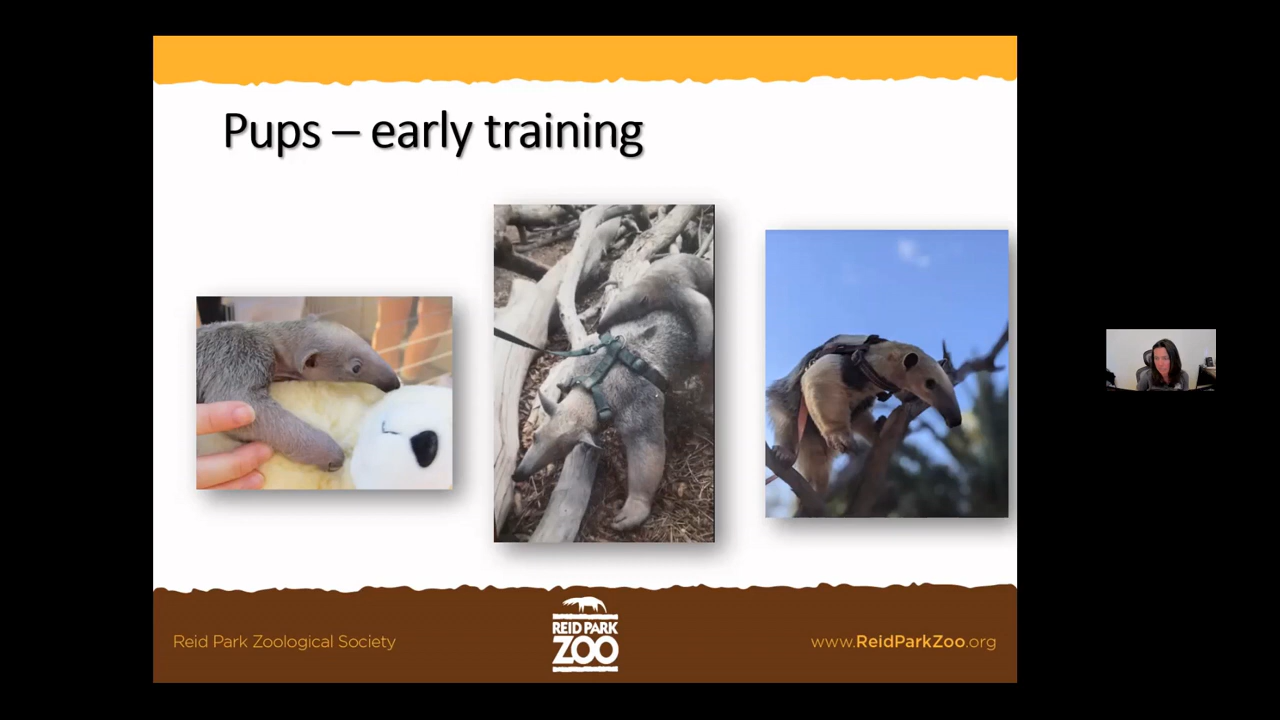 Pups – early training
Reid Park Zoological Society
REID PARK
ZOO
www.ReidParkZoo.org